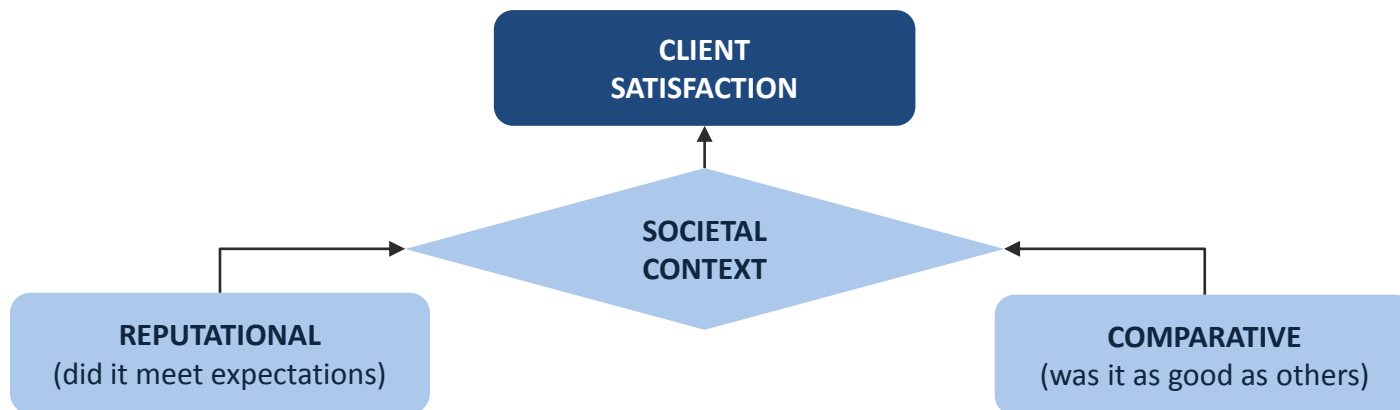 CLIENT
SATISFACTION
SOCIETAL
CONTEXT
REPUTATIONAL
(did it meet expectations)
COMPARATIVE
(was it as good as others)